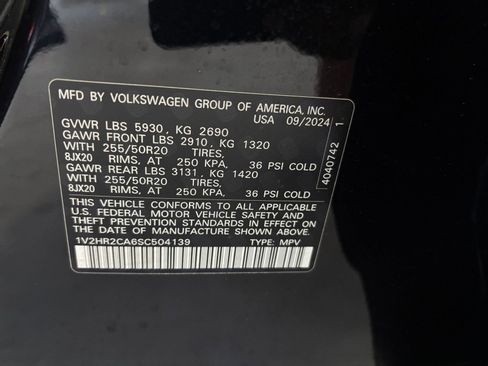 MFD BY VOLKSWAGEN GROUP OF AMERICA, INC.
USA 09/2024
GVWR LBS 5930, KG 2690
GAWR FRONT LBS 2910, KG 1320
WITH 255/50R20 TIRES,
8JX20 RIMS, AT 250 KPA, 36 PSI COLD
GAWR REAR LBS 3131, KG 1420
WITH 255/50R20 TIRES,
8JX20 RIMS, AT 250 KPA, 36 PSI COLD
THIS VEHICLE CONFORMS TO ALL APPLICABLE
U.S. FEDERAL MOTOR VEHICLE SAFETY AND
THEFT PREVENTION STANDARDS IN EFFECT ON
THE DATE OF MANUFACTURE SHOWN ABOVE.
1V2HR2CA6SC504139 TYPE: MPV
4040742 1